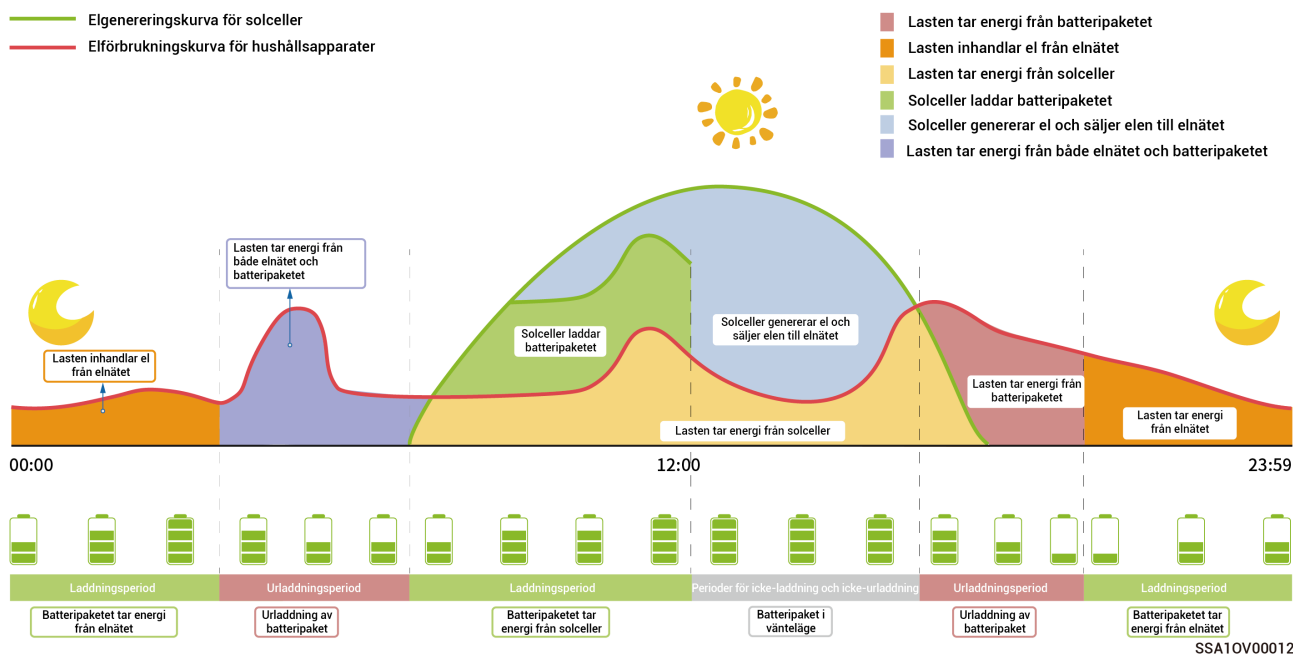 Elgenereringskurva för solceller
Elförbrukningskurva för hushållsapparater
Lasten tar energi från batteripaketet
Lasten inhandlar el från elnätet
Lasten tar energi från solceller
Solceller laddar batteripaketet
Solceller genererar el och säljer elen till elnätet
Lasten tar energi från både elnätet och batteripaketet
Lasten tar energi från
både elnätet och
batteripaketet
Lasten inhandlar el
från elnätet
Solceller laddar
batteripaketet
Solceller genererar el och
säljer elen till elnätet
Lasten tar energi från
batteripaketet
Lasten tar energi
från elnätet
Lasten tar energi från solceller
00:00
12:00
23:59
Laddningsperiod
Urladdningsperiod
Laddningsperiod
Perioder för icke-laddning och icke-urladdning
Urladdningsperiod
Laddningsperiod
Batteripaketet tar energi
från elnätet
Urladdning av
batteripaket
Batteripaketet tar
energi från solceller
Batteripaket i
vänteläge
Urladdning av
batteripaket
Batteripaketet tar
energi från elnätet
SSA1OV00012